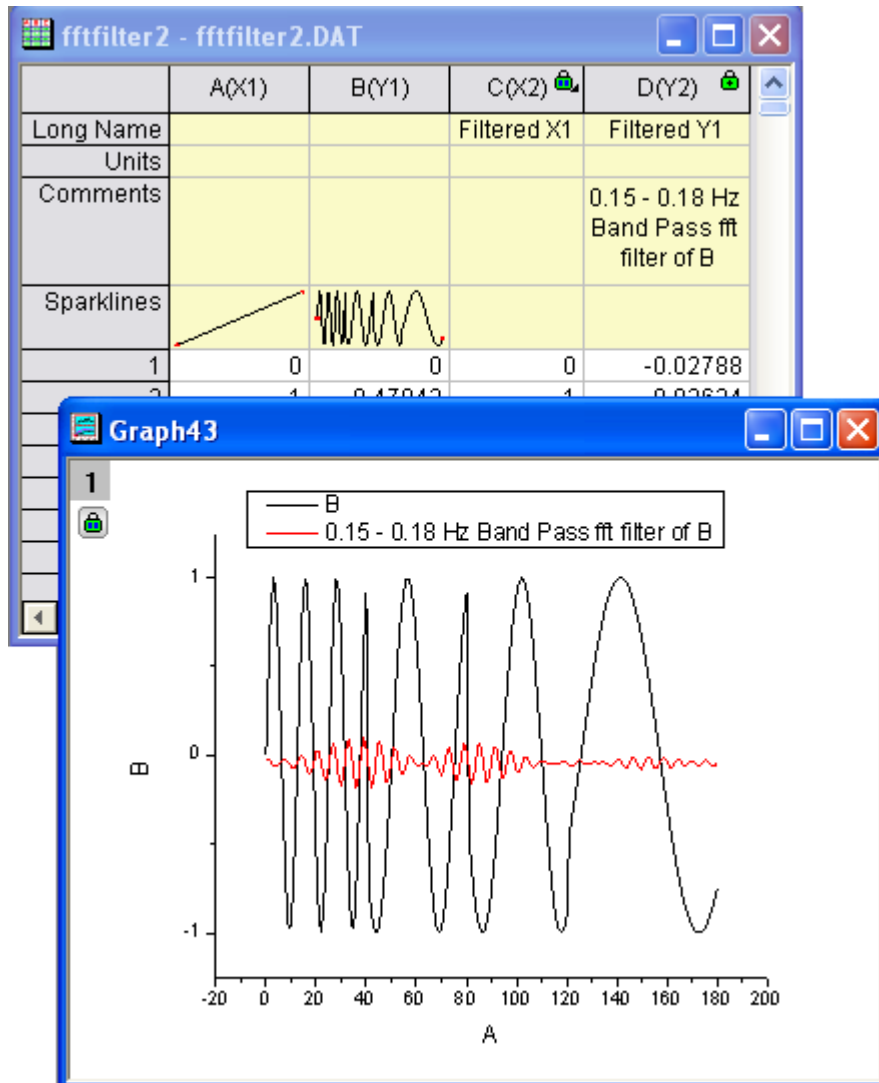 fftfilter2 - fftfilter2.DAT
A(X1) B(Y1) C(X2) D(Y2)
Long Name Filtered X1 Filtered Y1
Units
Comments 0.15 - 0.18 Hz
Band Pass fft
filter of B
Sparklines
1 0 0 0 -0.02788
Graph43
1
B
0.15 - 0.18 Hz Band Pass fft filter of B
1
0
-1
B
-20 0 20 40 60 80 100 120 140 160 180 200
A